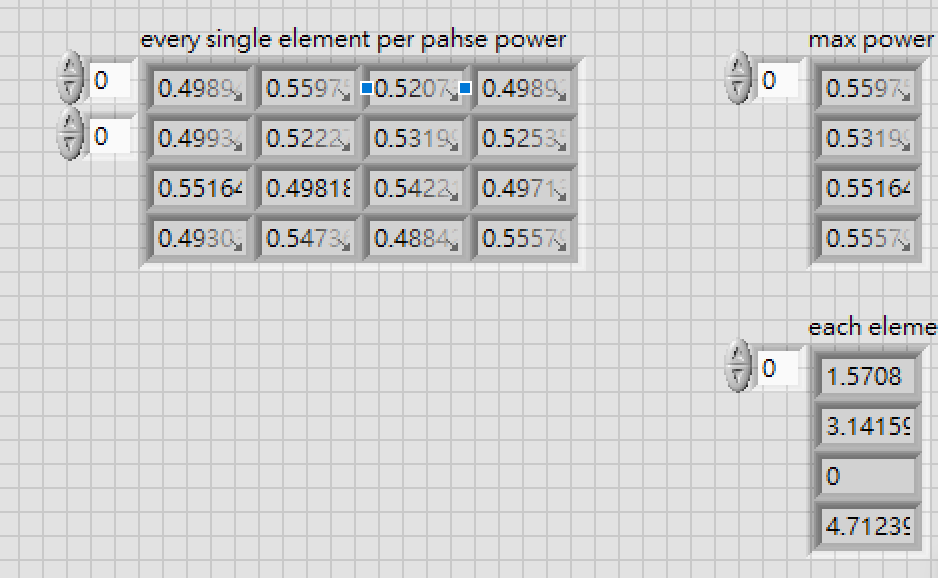 every single element per pahse power
max power
0
0.4989 0.5597 0.5207 0.4989
0
0.5597
0
0.4993 0.5222 0.5319 0.5253
0.5319
0.55164 0.49818 0.5422 0.4971
0.55164
0.4930 0.5473 0.4884 0.5557
0.5557
each eleme
0
1.5708
3.14159
0
4.71239